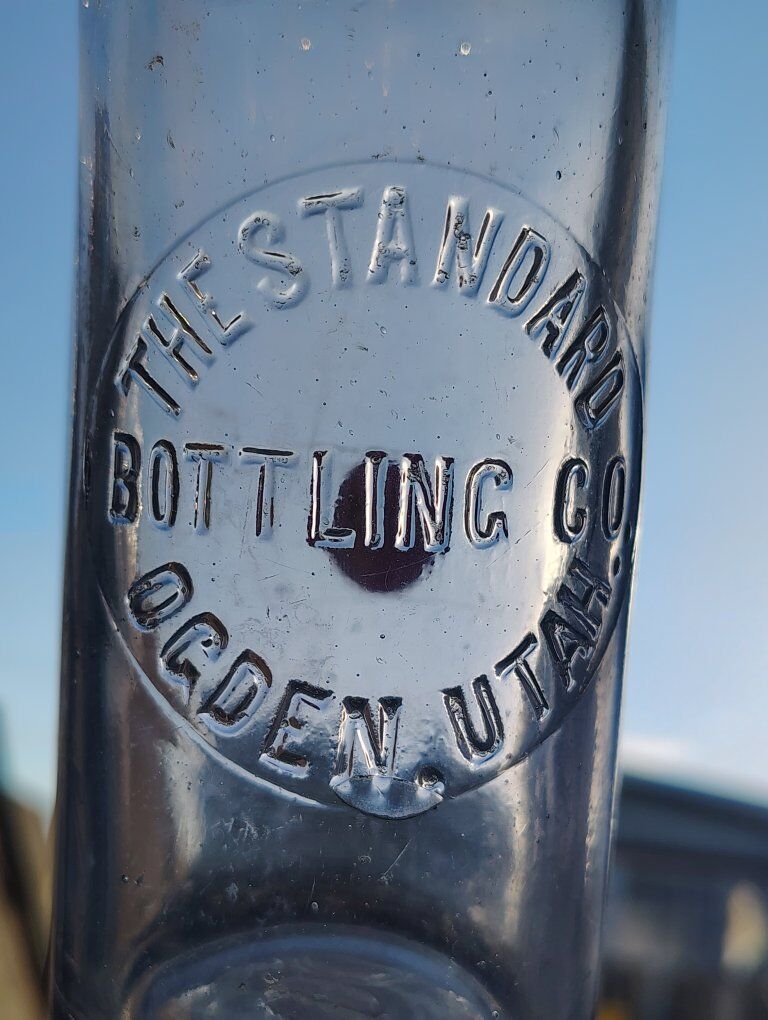 THE STANDARD
BOTTLING CO.
OGDEN. UTAH.